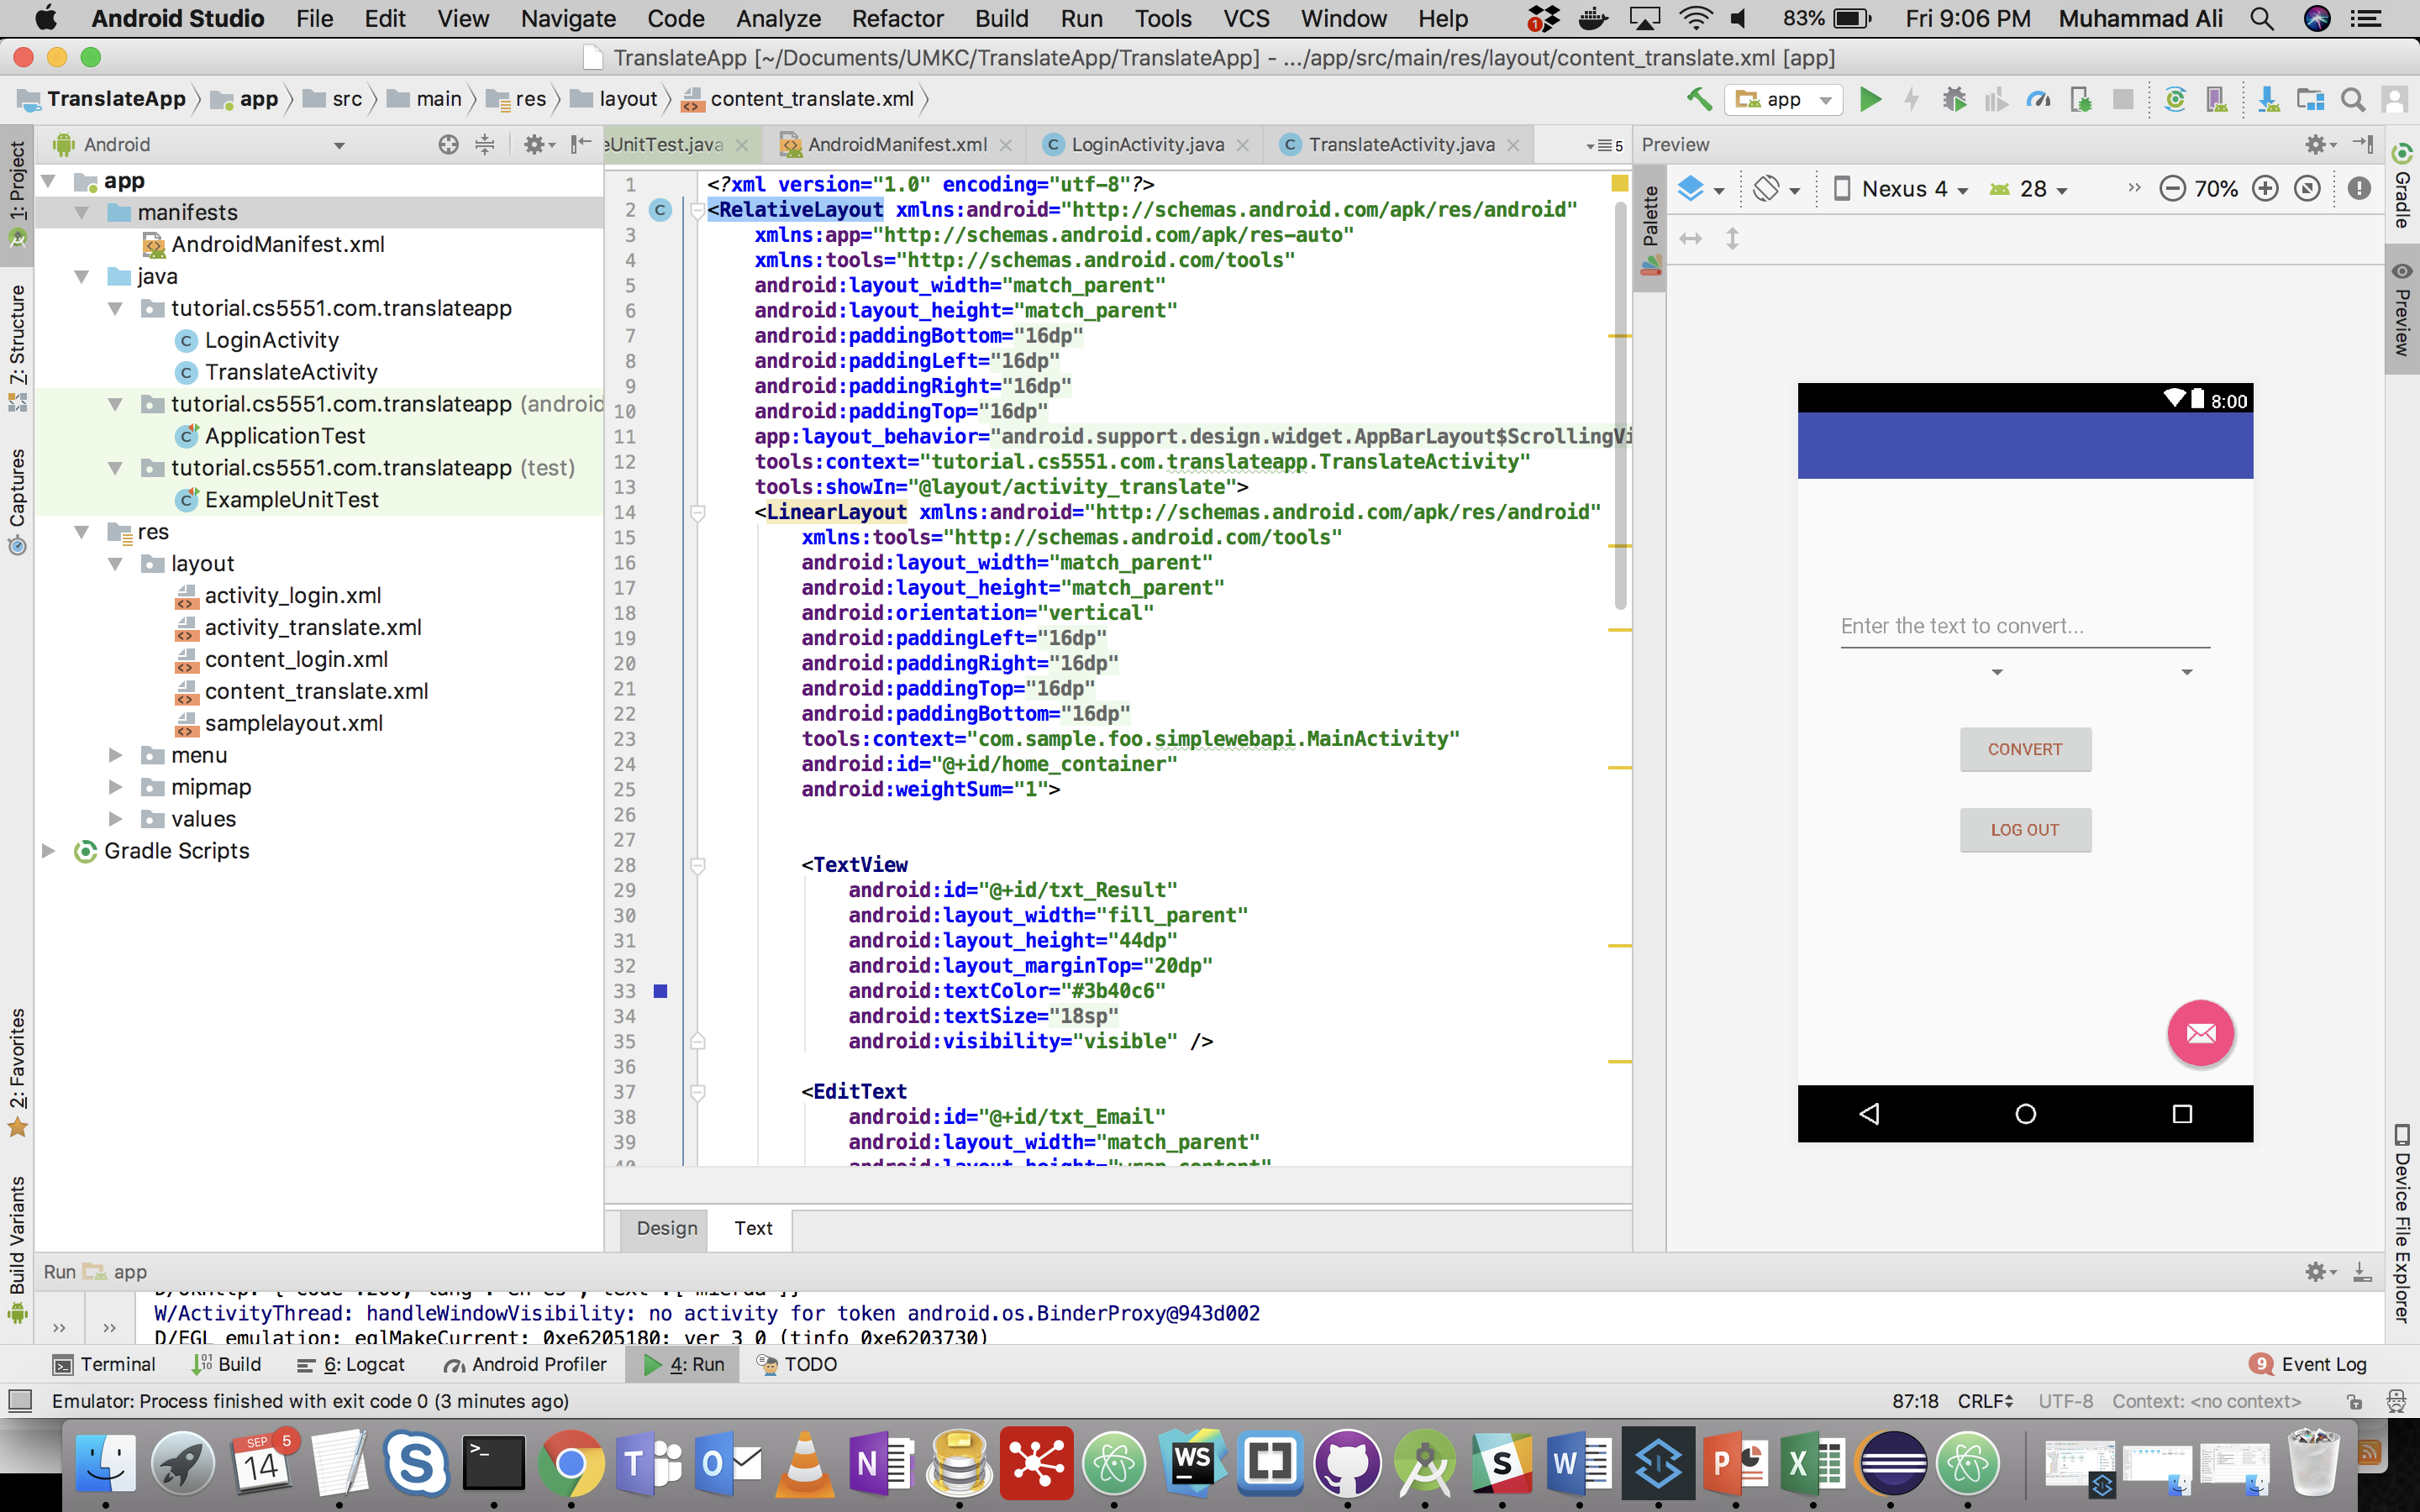 Android Studio File Edit View Navigate Code Analyze Refactor Build Run Tools VCS Window Help 1 83% Fri 9:06 PM Muhammad Ali
TranslateApp [~/Documents/UMKC/TranslateApp/TranslateApp] - .../app/src/main/res/layout/content_translate.xml [app]
TranslateApp app src main res layout content_translate.xml app
1: Project
7: Structure
Captures
2: Favorites
Build Variants
Android
app
manifests
AndroidManifest.xml
java
tutorial.cs5551.com.translateapp
LoginActivity
TranslateActivity
tutorial.cs5551.com.translateapp (android
ApplicationTest
tutorial.cs5551.com.translateapp (test)
ExampleUnitTest
res
layout
activity_login.xml
activity_translate.xml
content_login.xml
content_translate.xml
samplelayout.xml
menu
mipmap
values
Gradle Scripts
eUnitTest.java AndroidManifest.xml LoginActivity.java TranslateActivity.java 5
1 <?xml version="1.0" encoding="utf-8"?>
2 <RelativeLayout xmlns:android="http://schemas.android.com/apk/res/android"
3 xmlns:app="http://schemas.android.com/apk/res-auto"
4 xmlns:tools="http://schemas.android.com/tools"
5 android:layout_width="match_parent"
6 android:layout_height="match_parent"
7 android:paddingBottom="16dp"
8 android:paddingLeft="16dp"
9 android:paddingRight="16dp"
10 android:paddingTop="16dp"
11 app:layout_behavior="android.support.design.widget.AppBarLayout$ScrollingVi
12 tools:context="tutorial.cs5551.com.translateapp.TranslateActivity"
13 tools:showIn="@layout/activity_translate">
14 <LinearLayout xmlns:android="http://schemas.android.com/apk/res/android"
15 xmlns:tools="http://schemas.android.com/tools"
16 android:layout_width="match_parent"
17 android:layout_height="match_parent"
18 android:orientation="vertical"
19 android:paddingLeft="16dp"
20 android:paddingRight="16dp"
21 android:paddingTop="16dp"
22 android:paddingBottom="16dp"
23 tools:context="com.sample.foo.simplewebapi.MainActivity"
24 android:id="@+id/home_container"
25 android:weightSum="1">
26
27
28 <TextView
29 android:id="@+id/txt_Result"
30 android:layout_width="fill_parent"
31 android:layout_height="44dp"
32 android:layout_marginTop="20dp"
33 android:textColor="#3b40c6"
34 android:textSize="18sp"
35 android:visibility="visible" />
36
37 <EditText
38 android:id="@+id/txt_Email"
39 android:layout_width="match_parent"
40 android:layout_height="wrap_content"
Design Text
Preview
Palette
Nexus 4 28 70%
8:00
Enter the text to convert...
CONVERT
LOG OUT
Gradle
Preview
Device File Explorer
Run app
D/OkHttp: {"code":200,"lang":"en-es","text":["mierda"]}
W/ActivityThread: handleWindowVisibility: no activity for token android.os.BinderProxy@943d002
D/EGL_emulation: eglMakeCurrent: 0xe6205180: ver 3 0 (tinfo 0xe6203730)
Terminal Build 6: Logcat Android Profiler 4: Run TODO 9 Event Log
Emulator: Process finished with exit code 0 (3 minutes ago) 87:18 CRLF UTF-8 Context: <no context>
SEP 14 5 S T O N WS S W P X